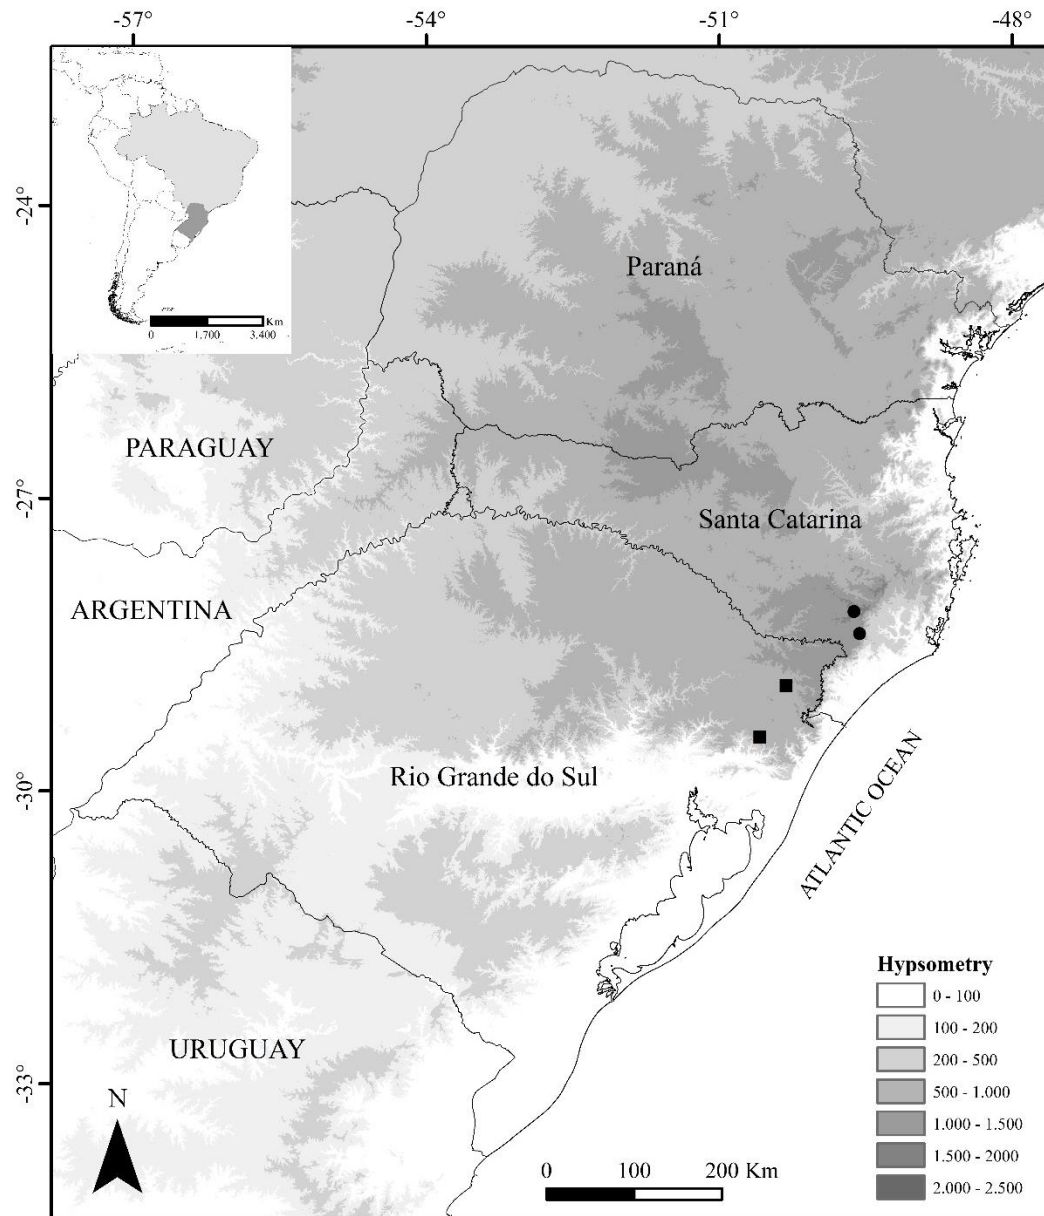 -57° -54° -51° -48°
-24°
-27°
-30°
-33°
Km
0 1.700 3.400
Paraná
PARAGUAY
Santa Catarina
ARGENTINA
Rio Grande do Sul
ATLANTIC OCEAN
URUGUAY
N
0 100 200 Km
Hypsometry
0 - 100
100 - 200
200 - 500
500 - 1.000
1.000 - 1.500
1.500 - 2000
2.000 - 2.500